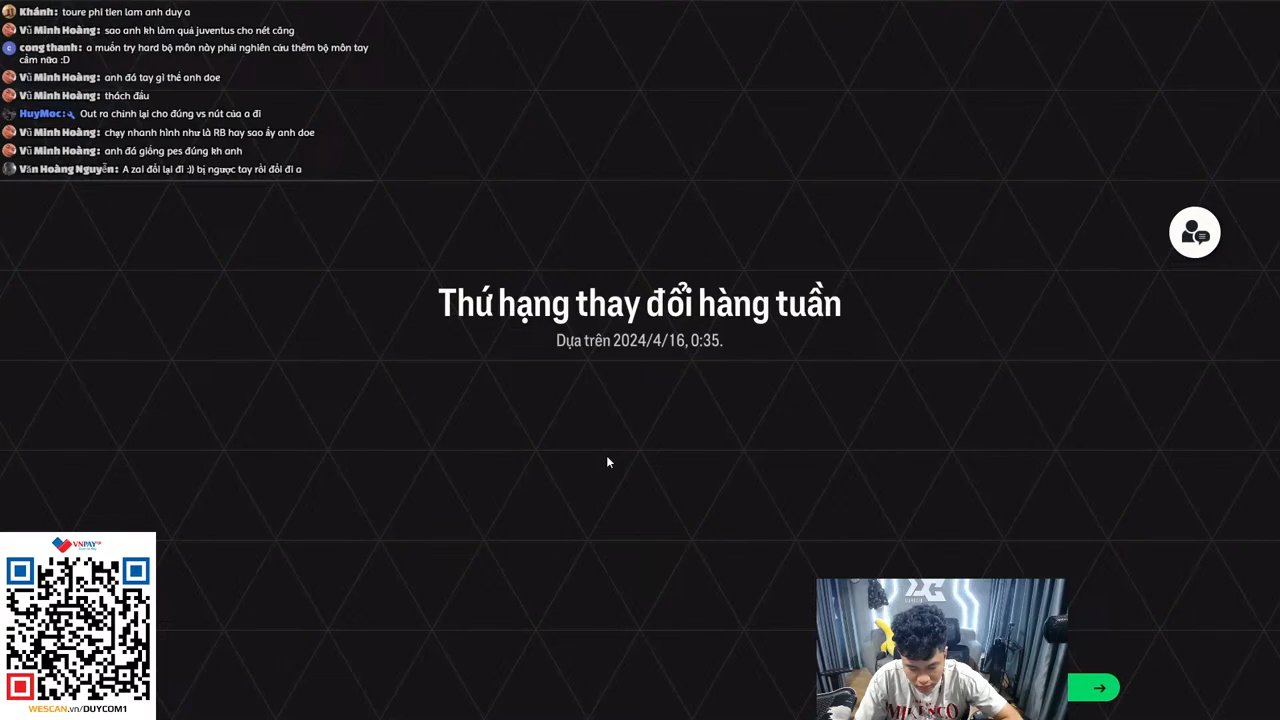 Khánh: toure phi tien lam anh duy a
Vũ Minh Hoàng: sao anh kh làm quả juventus cho nét căng
cong thanh: a muốn try hard bộ môn này phải nghiên cứu thêm bộ môn tay
cầm nữa :D
Vũ Minh Hoàng: anh đá tay gì thế anh doe
Vũ Minh Hoàng: thách đấu
HuyMoc: Out ra chỉnh lại cho đúng vs nút của a đi
Vũ Minh Hoàng: chạy nhanh hình như là RB hay sao ấy anh doe
Vũ Minh Hoàng: anh đá giống pes đúng kh anh
Văn Hoàng Nguyễn: A zai đổi lại đi :)) bị ngược tay rồi đổi đi a
Thứ hạng thay đổi hàng tuần
Dựa trên 2024/4/16, 0:35.
VNPAY
WESCAN.vn/DUYCOM1